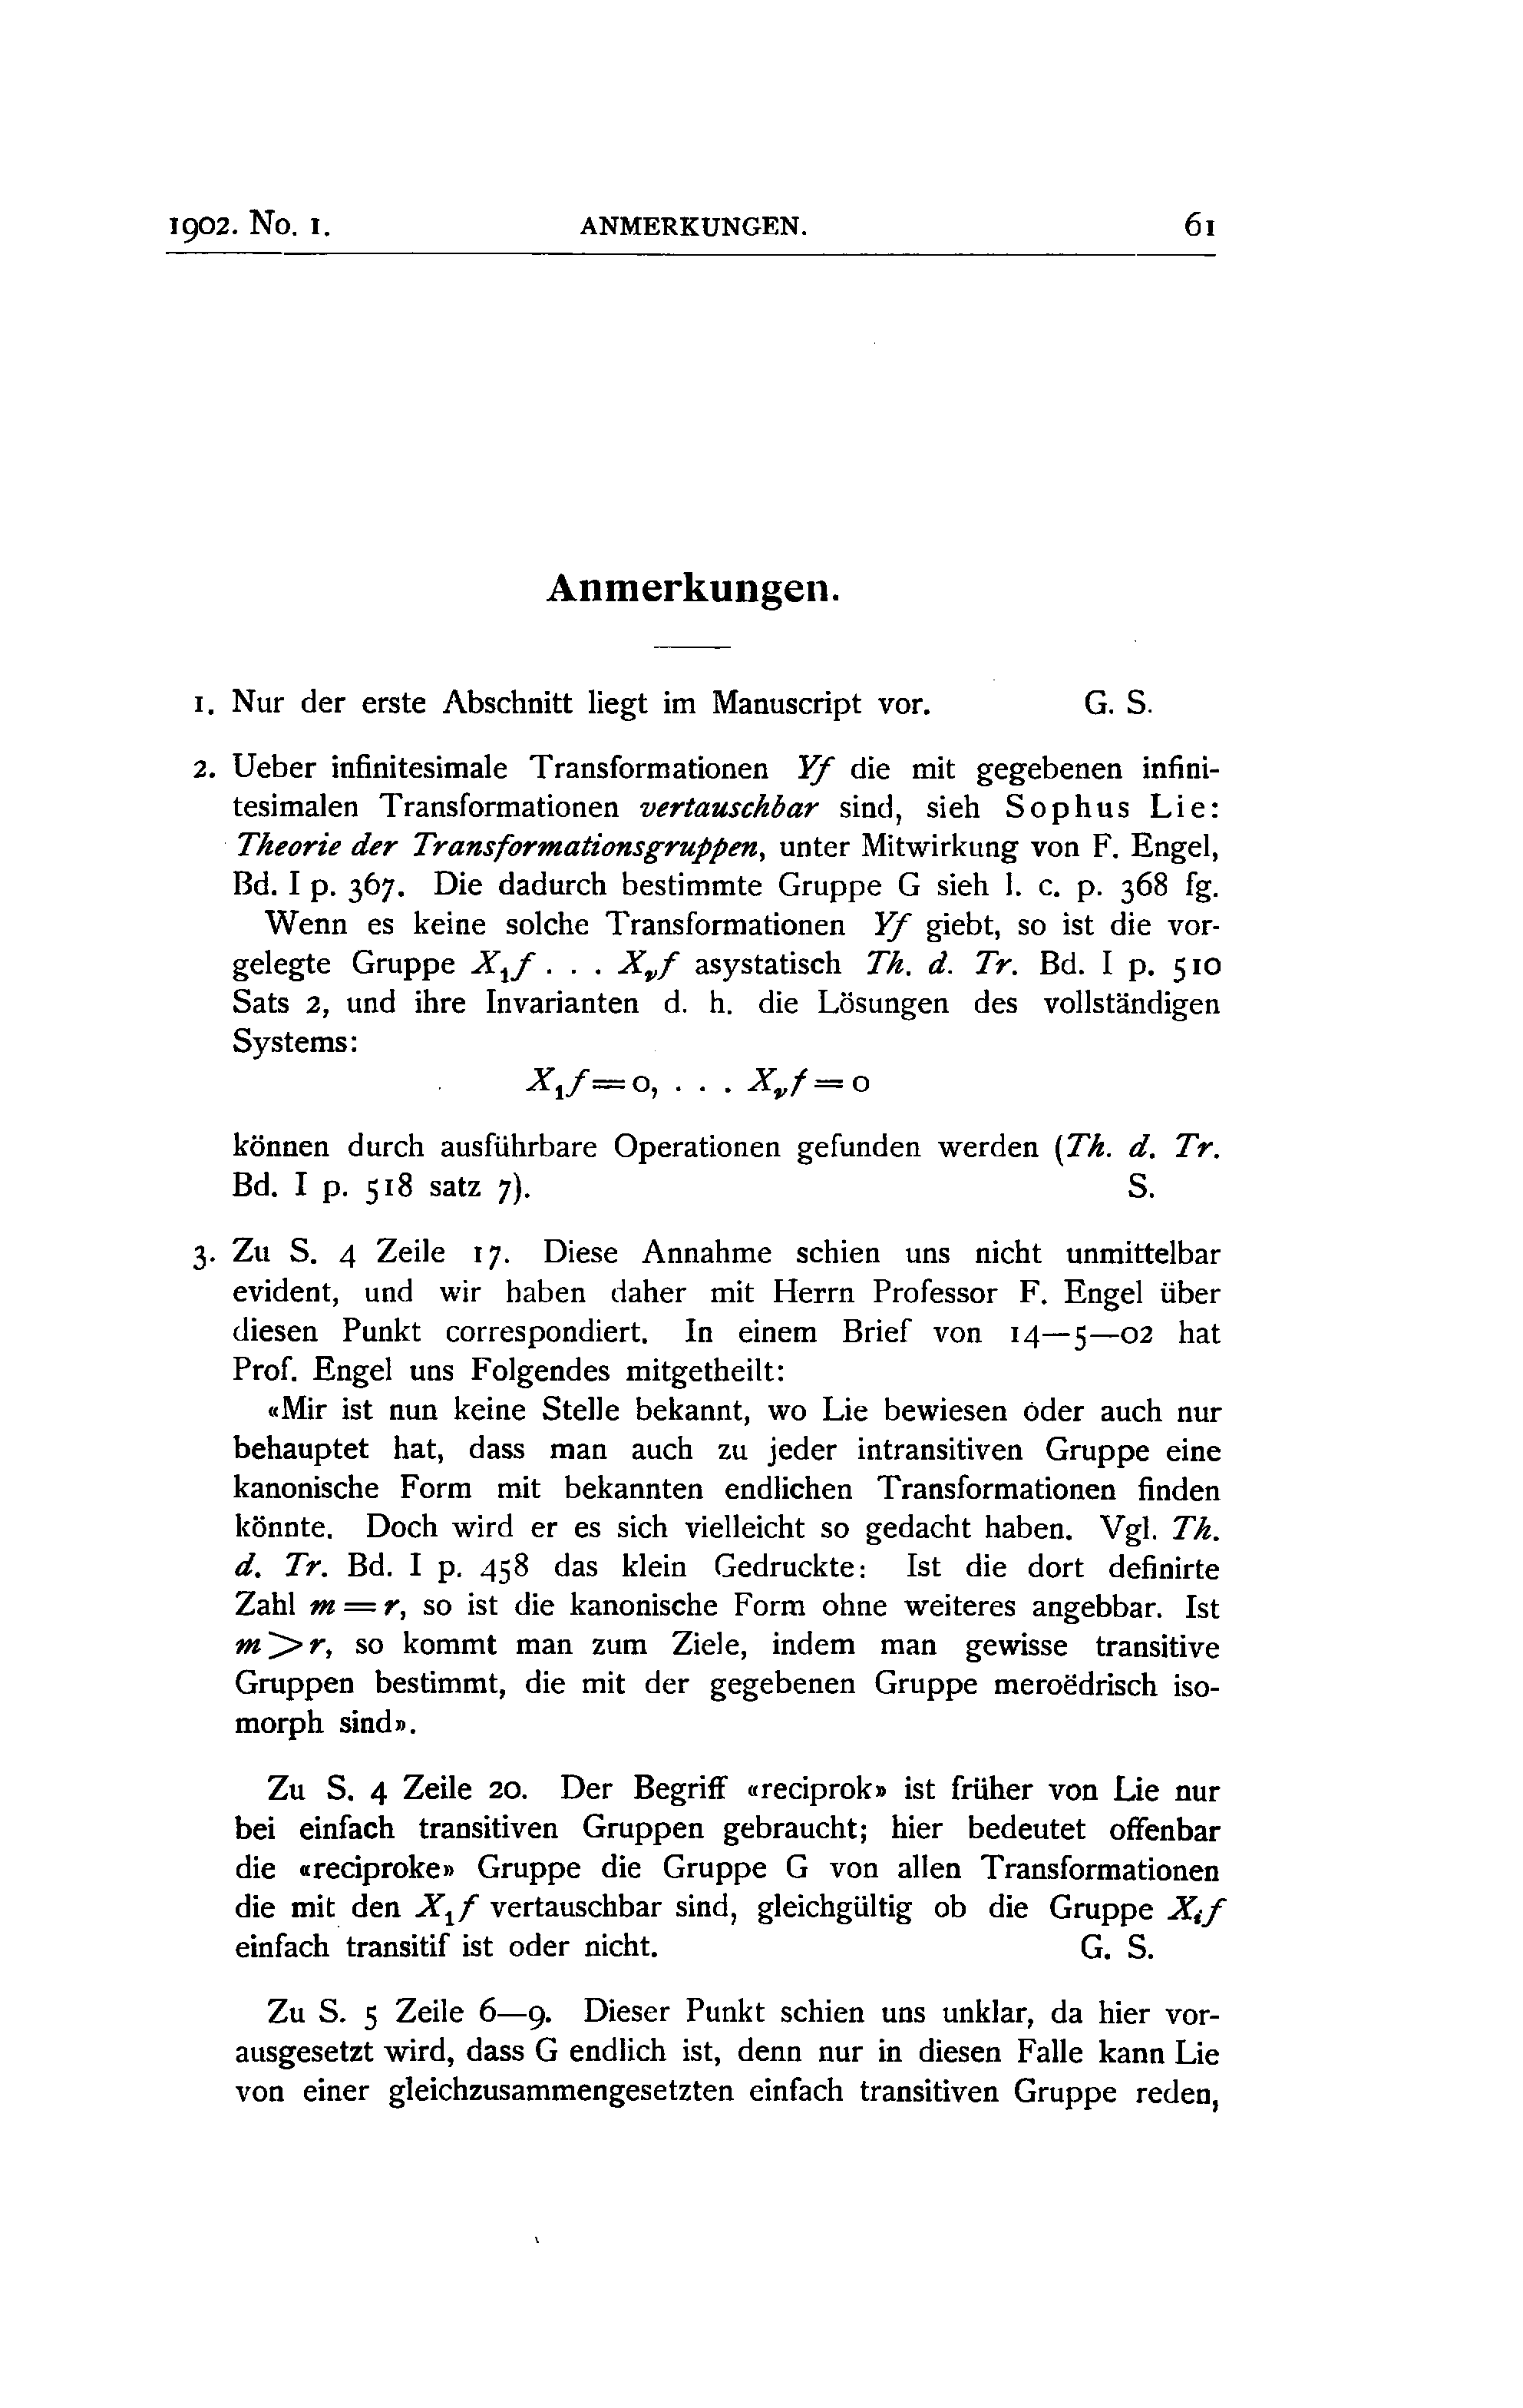 1902. No. 1. ANMERKUNGEN. 61
Anmerkungen.
1. Nur der erste Abschnitt liegt im Manuscript vor. G. S.
2. Ueber infinitesimale Transformationen Yf die mit gegebenen infini-
tesimalen Transformationen vertauschbar sind, sieh Sophus Lie:
Theorie der Transformationsgruppen, unter Mitwirkung von F. Engel,
Bd. I p. 367. Die dadurch bestimmte Gruppe G sieh l. c. p. 368 fg.
Wenn es keine solche Transformationen Yf giebt, so ist die vor-
gelegte Gruppe X₁f . . . Xᵥf asystatisch Th. d. Tr. Bd. I p. 510
Sats 2, und ihre Invarianten d. h. die Lösungen des vollständigen
Systems:
X₁f = 0, . . . Xᵥf = 0
können durch ausführbare Operationen gefunden werden (Th. d. Tr.
Bd. I p. 518 satz 7). S.
3. Zu S. 4 Zeile 17. Diese Annahme schien uns nicht unmittelbar
evident, und wir haben daher mit Herrn Professor F. Engel über
diesen Punkt correspondiert. In einem Brief von 14—5—02 hat
Prof. Engel uns Folgendes mitgetheilt:
«Mir ist nun keine Stelle bekannt, wo Lie bewiesen oder auch nur
behauptet hat, dass man auch zu jeder intransitiven Gruppe eine
kanonische Form mit bekannten endlichen Transformationen finden
könnte. Doch wird er es sich vielleicht so gedacht haben. Vgl. Th.
d. Tr. Bd. I p. 458 das klein Gedruckte: Ist die dort definirte
Zahl m = r, so ist die kanonische Form ohne weiteres angebbar. Ist
m > r, so kommt man zum Ziele, indem man gewisse transitive
Gruppen bestimmt, die mit der gegebenen Gruppe meroëdrisch iso-
morph sind».
Zu S. 4 Zeile 20. Der Begriff «reciprok» ist früher von Lie nur
bei einfach transitiven Gruppen gebraucht; hier bedeutet offenbar
die «reciproke» Gruppe die Gruppe G von allen Transformationen
die mit den X₁f vertauschbar sind, gleichgültig ob die Gruppe Xᵢf
einfach transitif ist oder nicht. G. S.
Zu S. 5 Zeile 6—9. Dieser Punkt schien uns unklar, da hier vor-
ausgesetzt wird, dass G endlich ist, denn nur in diesen Falle kann Lie
von einer gleichzusammengesetzten einfach transitiven Gruppe reden,